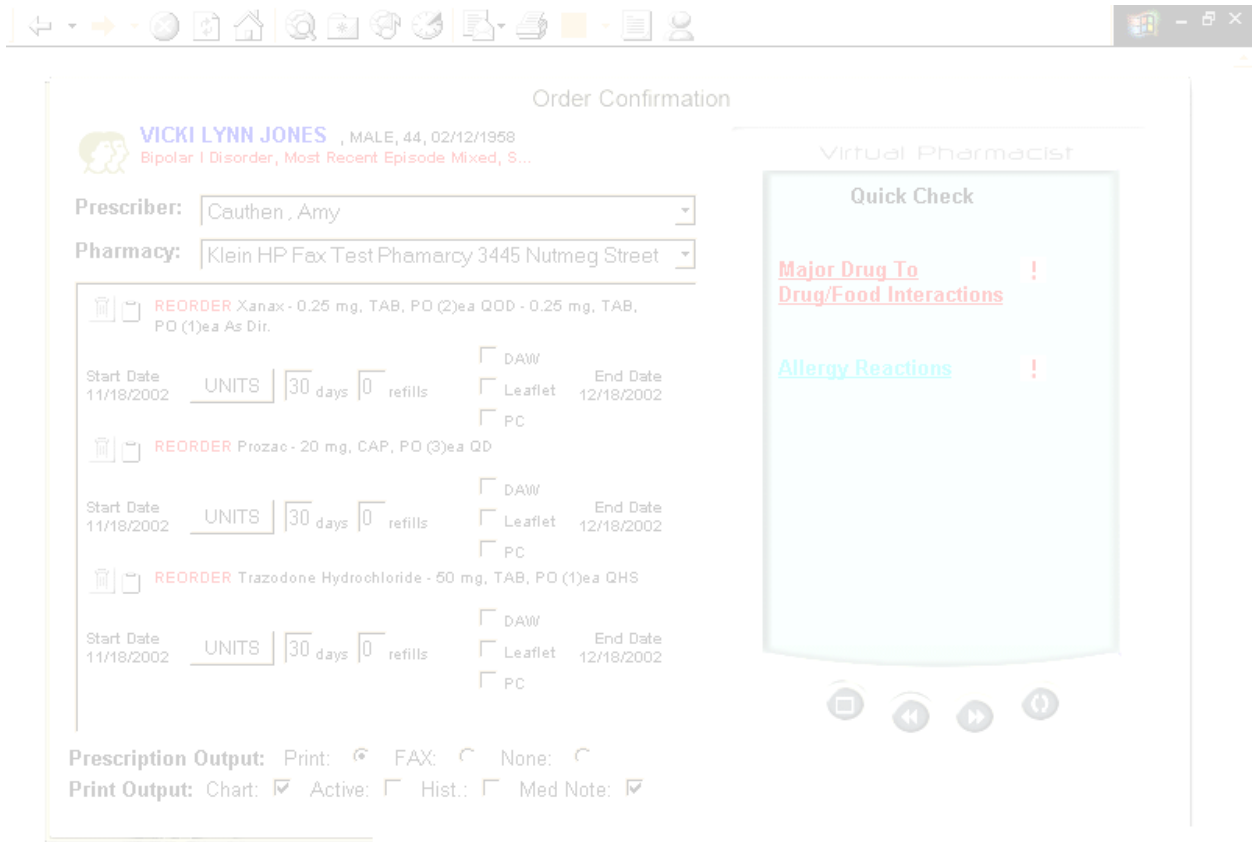 Order Confirmation
VICKI LYNN JONES , MALE, 44, 02/12/1958
Bipolar I Disorder, Most Recent Episode Mixed, S...
Prescriber: Cauthen , Amy
Pharmacy: Klein HP Fax Test Phamarcy 3445 Nutmeg Street
REORDER Xanax - 0.25 mg, TAB, PO (2)ea QOD - 0.25 mg, TAB,
PO (1)ea As Dir.
DAW
Start Date UNITS 30 days 0 refills Leaflet End Date
11/18/2002 12/18/2002
PC
REORDER Prozac - 20 mg, CAP, PO (3)ea QD
DAW
Start Date UNITS 30 days 0 refills Leaflet End Date
11/18/2002 12/18/2002
PC
REORDER Trazodone Hydrochloride - 50 mg, TAB, PO (1)ea QHS
DAW
Start Date UNITS 30 days 0 refills Leaflet End Date
11/18/2002 12/18/2002
PC
Prescription Output: Print: FAX: None:
Print Output: Chart: Active: Hist.: Med Note:
Virtual Pharmacist
Quick Check
Major Drug To !
Drug/Food Interactions
Allergy Reactions !